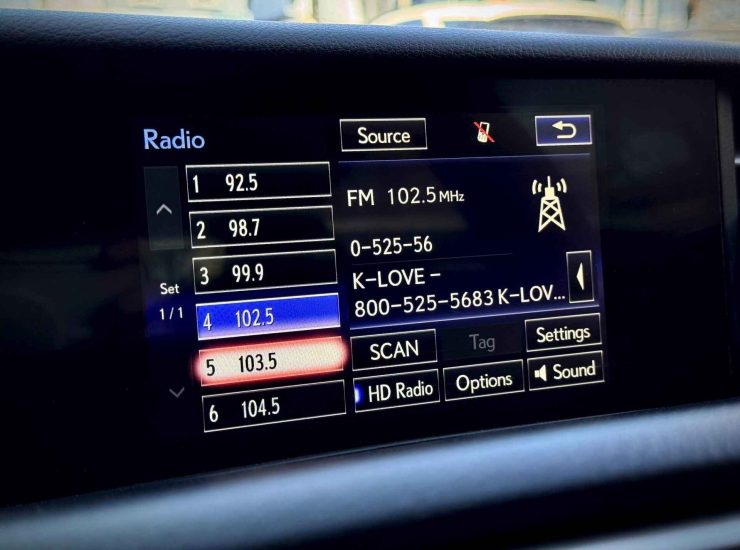 Radio
Source
1 92.5
2 98.7
3 99.9
4 102.5
5 103.5
6 104.5
Set
1/1
FM 102.5 MHz
0-525-56
K-LOVE -
800-525-5683 K-LOV...
SCAN
Tag
Settings
HD Radio
Options
Sound